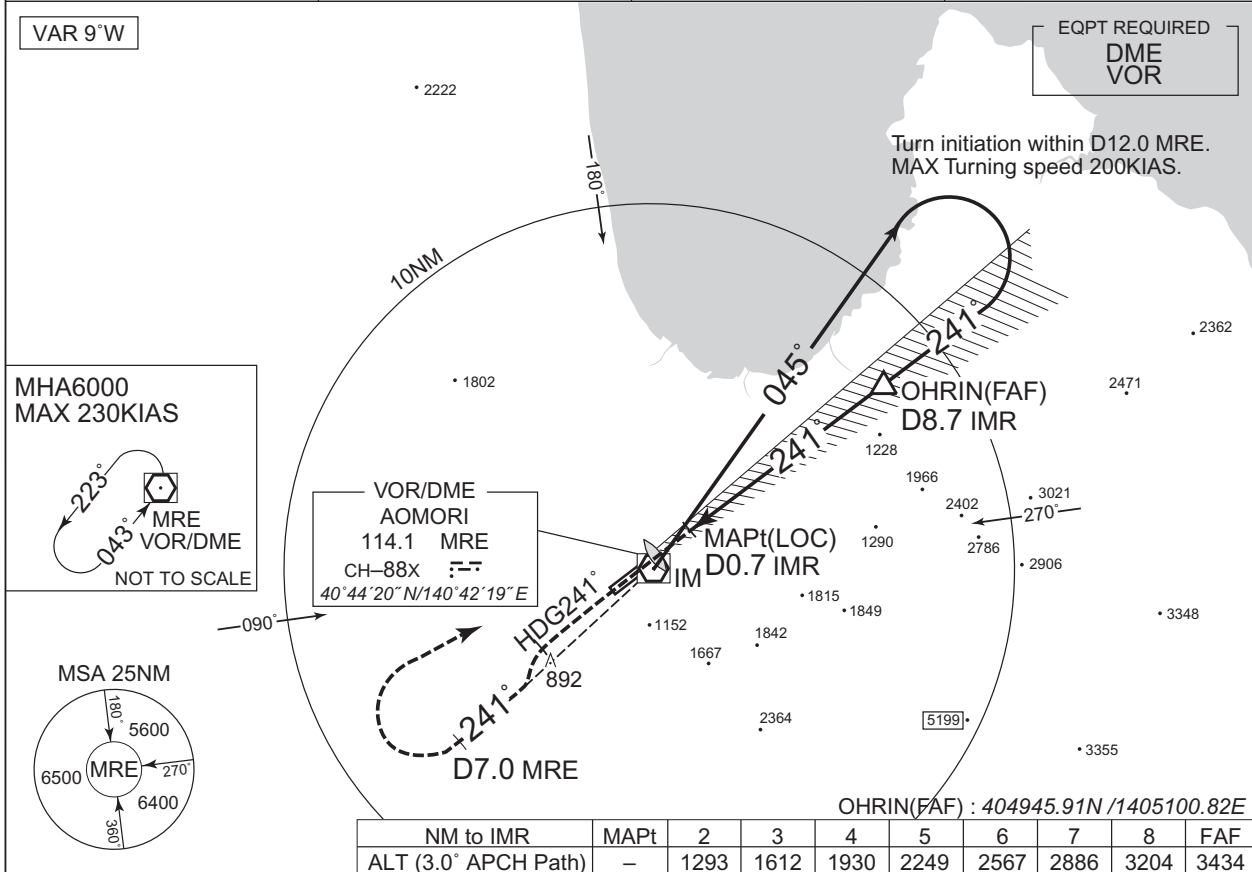 VAR 9˚W
EQPT REQUIRED
DME
VOR
2222
Turn initiation within D12.0 MRE.
MAX Turning speed 200KIAS.
180˚
10NM
2362
MHA6000
MAX 230KIAS
1802
045˚
241˚
OHRIN(FAF)
D8.7 IMR
2471
223˚
043˚
MRE
VOR/DME
NOT TO SCALE
241˚
1228
1966
2402
3021
270˚
VOR/DME
AOMORI
114.1 MRE
CH–88X
40˚44´20˝N/140˚42´19˝E
MAPt(LOC)
D0.7 IMR
IM
1290
2786
2906
1815
1849
3348
090˚
HDG241˚
1152
1842
1667
892
MSA 25NM
180˚
5600
MRE
270˚
6500
6400
360˚
241˚
D7.0 MRE
2364
5199
3355
OHRIN(FAF) : 404945.91N /1405100.82E
NM to IMR MAPt 2 3 4 5 6 7 8 FAF
ALT (3.0˚ APCH Path) – 1293 1612 1930 2249 2567 2886 3204 3434